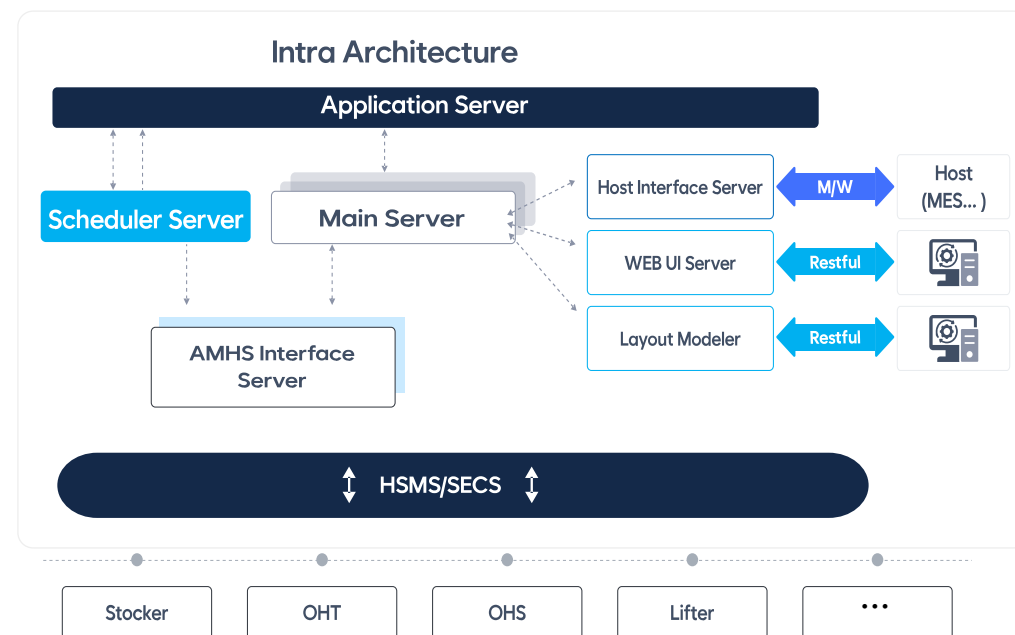 Intra Architecture
Application Server
Scheduler Server
Main Server
Host Interface Server
M/W
Host
(MES... )
WEB UI Server
Restful
Layout Modeler
Restful
AMHS Interface
Server
HSMS/SECS
Stocker
OHT
OHS
Lifter
...